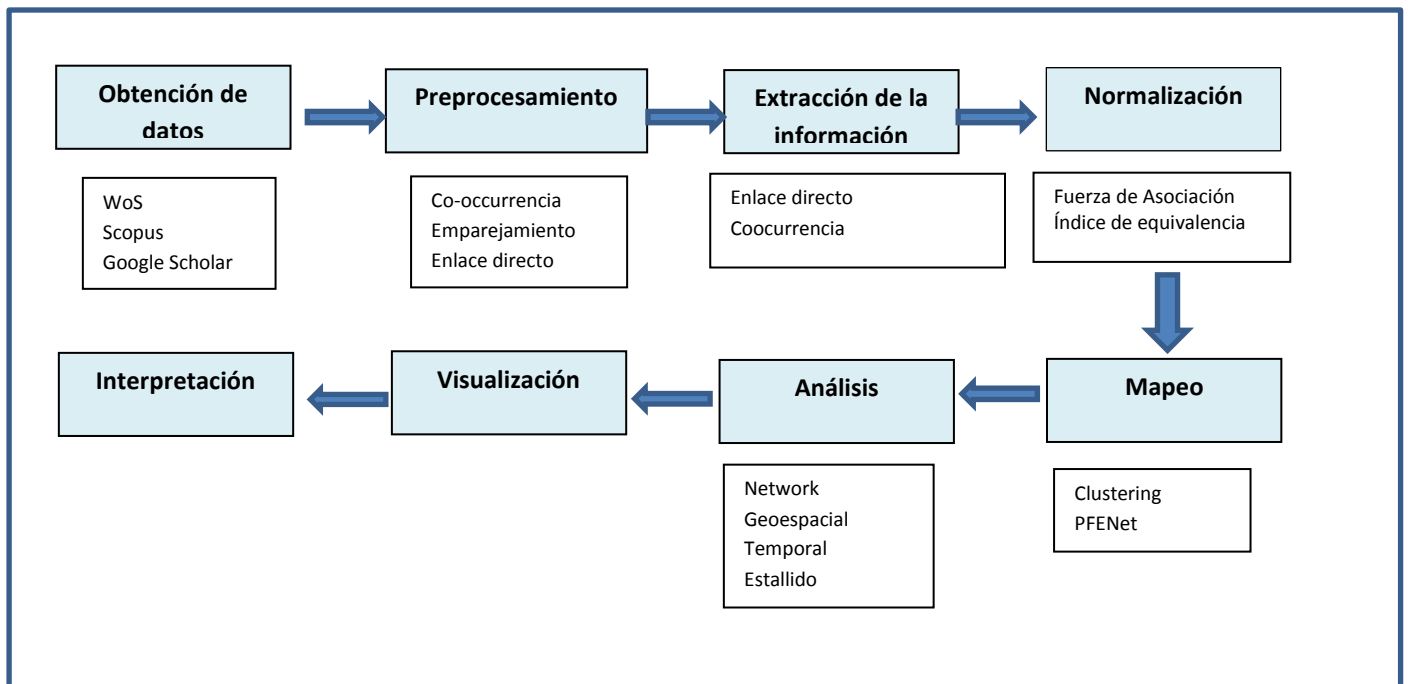 Obtención de
datos
Preprocesamiento
Extracción de la
información
Normalización
WoS
Scopus
Google Scholar
Co-occurrencia
Emparejamiento
Enlace directo
Enlace directo
Coocurrencia
Fuerza de Asociación
Índice de equivalencia
Interpretación
Visualización
Análisis
Mapeo
Network
Geoespacial
Temporal
Estallido
Clustering
PFENet